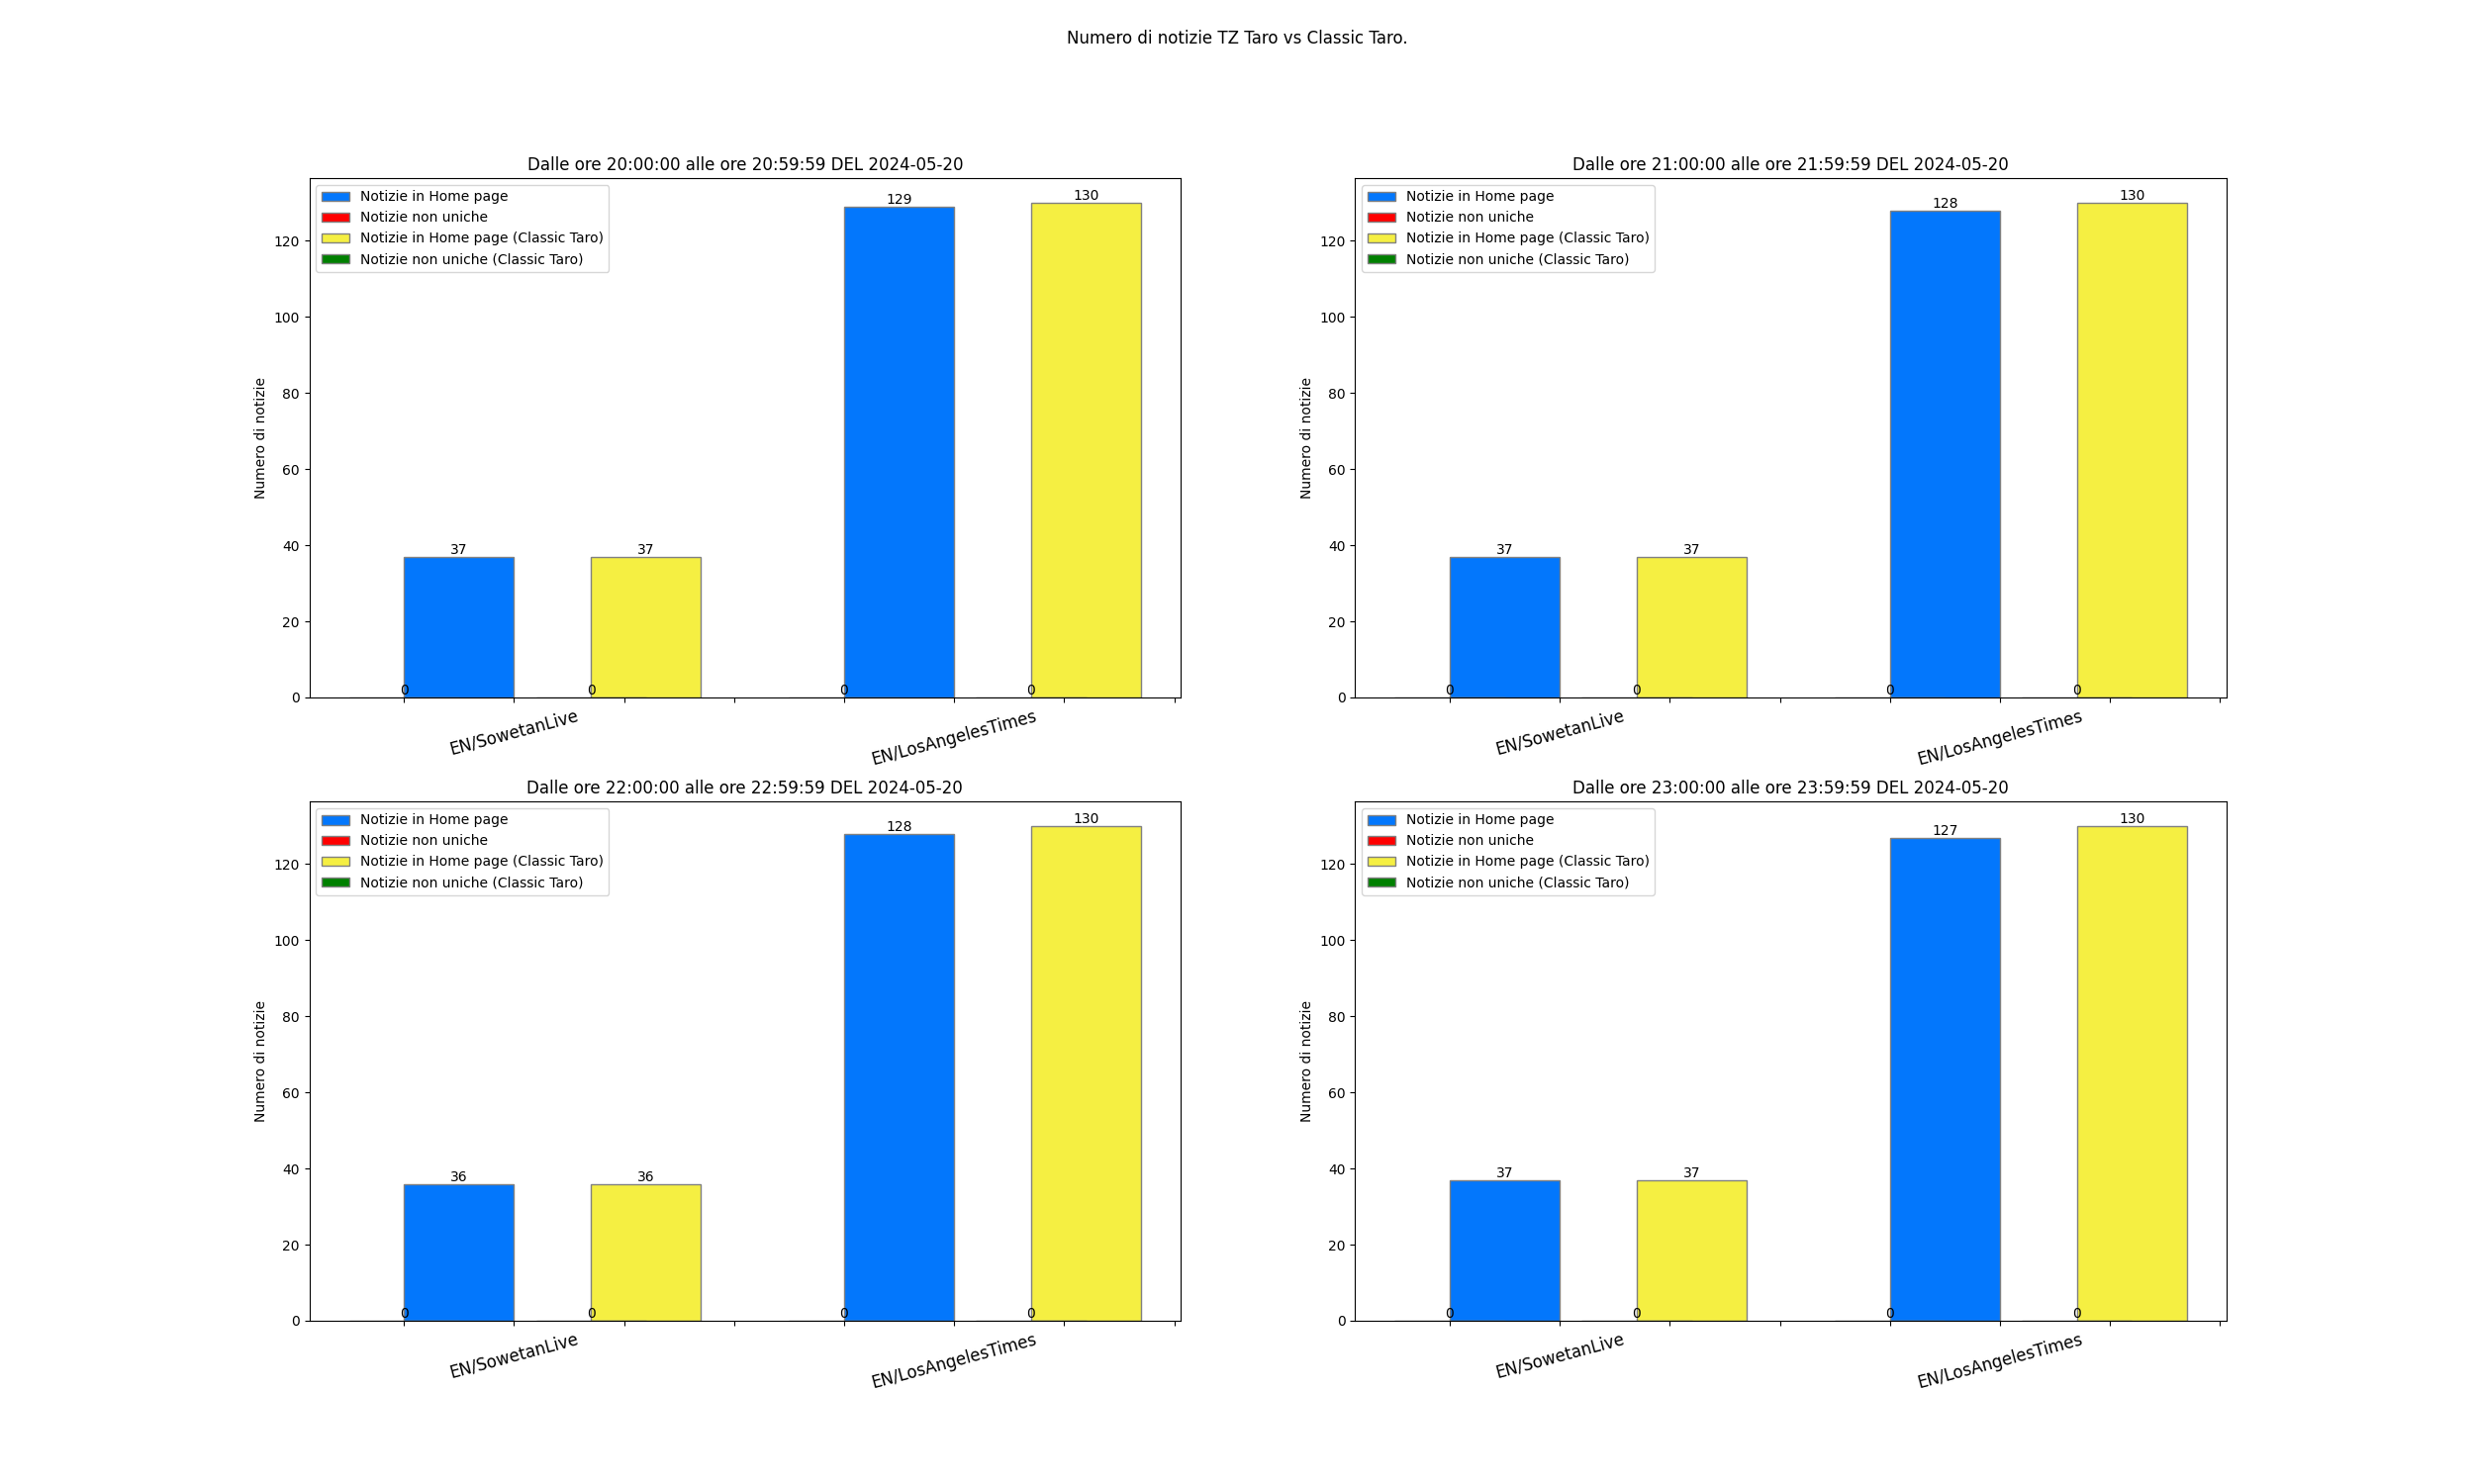 Numero di notizie TZ Taro vs Classic Taro.
Dalle ore 20:00:00 alle ore 20:59:59 DEL 2024-05-20
Notizie in Home page
Notizie non uniche
Notizie in Home page (Classic Taro)
Notizie non uniche (Classic Taro)
129
130
120
100
80
60
40
20
0
Numero di notizie
37
37
0
0
0
0
EN/SowetanLive
EN/LosAngelesTimes
Dalle ore 21:00:00 alle ore 21:59:59 DEL 2024-05-20
Notizie in Home page
Notizie non uniche
Notizie in Home page (Classic Taro)
Notizie non uniche (Classic Taro)
128
130
120
100
80
60
40
20
0
Numero di notizie
37
37
0
0
0
0
EN/SowetanLive
EN/LosAngelesTimes
Dalle ore 22:00:00 alle ore 22:59:59 DEL 2024-05-20
Notizie in Home page
Notizie non uniche
Notizie in Home page (Classic Taro)
Notizie non uniche (Classic Taro)
128
130
120
100
80
60
40
20
0
Numero di notizie
36
36
0
0
0
0
EN/SowetanLive
EN/LosAngelesTimes
Dalle ore 23:00:00 alle ore 23:59:59 DEL 2024-05-20
Notizie in Home page
Notizie non uniche
Notizie in Home page (Classic Taro)
Notizie non uniche (Classic Taro)
127
130
120
100
80
60
40
20
0
Numero di notizie
37
37
0
0
0
0
EN/SowetanLive
EN/LosAngelesTimes